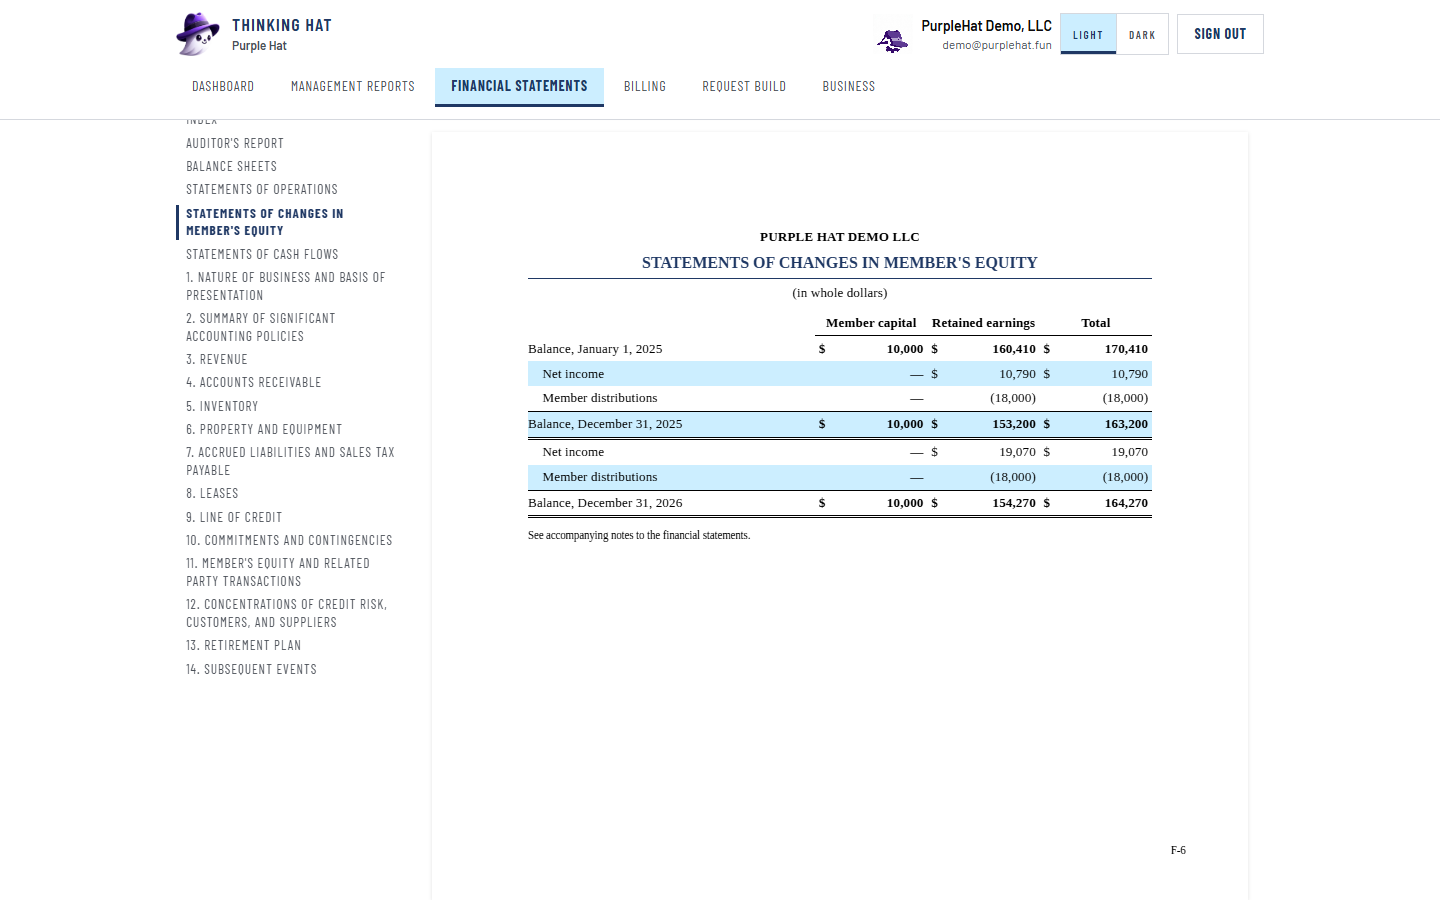 THINKING HAT
Purple Hat
PurpleHat Demo, LLC
demo@purplehat.fun
LIGHT
DARK
SIGN OUT
DASHBOARD
MANAGEMENT REPORTS
FINANCIAL STATEMENTS
BILLING
REQUEST BUILD
BUSINESS
INDEX
AUDITOR'S REPORT
BALANCE SHEETS
STATEMENTS OF OPERATIONS
STATEMENTS OF CHANGES IN
MEMBER'S EQUITY
STATEMENTS OF CASH FLOWS
1. NATURE OF BUSINESS AND BASIS OF
PRESENTATION
2. SUMMARY OF SIGNIFICANT
ACCOUNTING POLICIES
3. REVENUE
4. ACCOUNTS RECEIVABLE
5. INVENTORY
6. PROPERTY AND EQUIPMENT
7. ACCRUED LIABILITIES AND SALES TAX
PAYABLE
8. LEASES
9. LINE OF CREDIT
10. COMMITMENTS AND CONTINGENCIES
11. MEMBER'S EQUITY AND RELATED
PARTY TRANSACTIONS
12. CONCENTRATIONS OF CREDIT RISK,
CUSTOMERS, AND SUPPLIERS
13. RETIREMENT PLAN
14. SUBSEQUENT EVENTS
PURPLE HAT DEMO LLC
STATEMENTS OF CHANGES IN MEMBER'S EQUITY
(in whole dollars)
Member capital Retained earnings Total
Balance, January 1, 2025 $ 10,000 $ 160,410 $ 170,410
Net income — $ 10,790 $ 10,790
Member distributions — (18,000) (18,000)
Balance, December 31, 2025 $ 10,000 $ 153,200 $ 163,200
Net income — $ 19,070 $ 19,070
Member distributions — (18,000) (18,000)
Balance, December 31, 2026 $ 10,000 $ 154,270 $ 164,270
See accompanying notes to the financial statements.
F-6